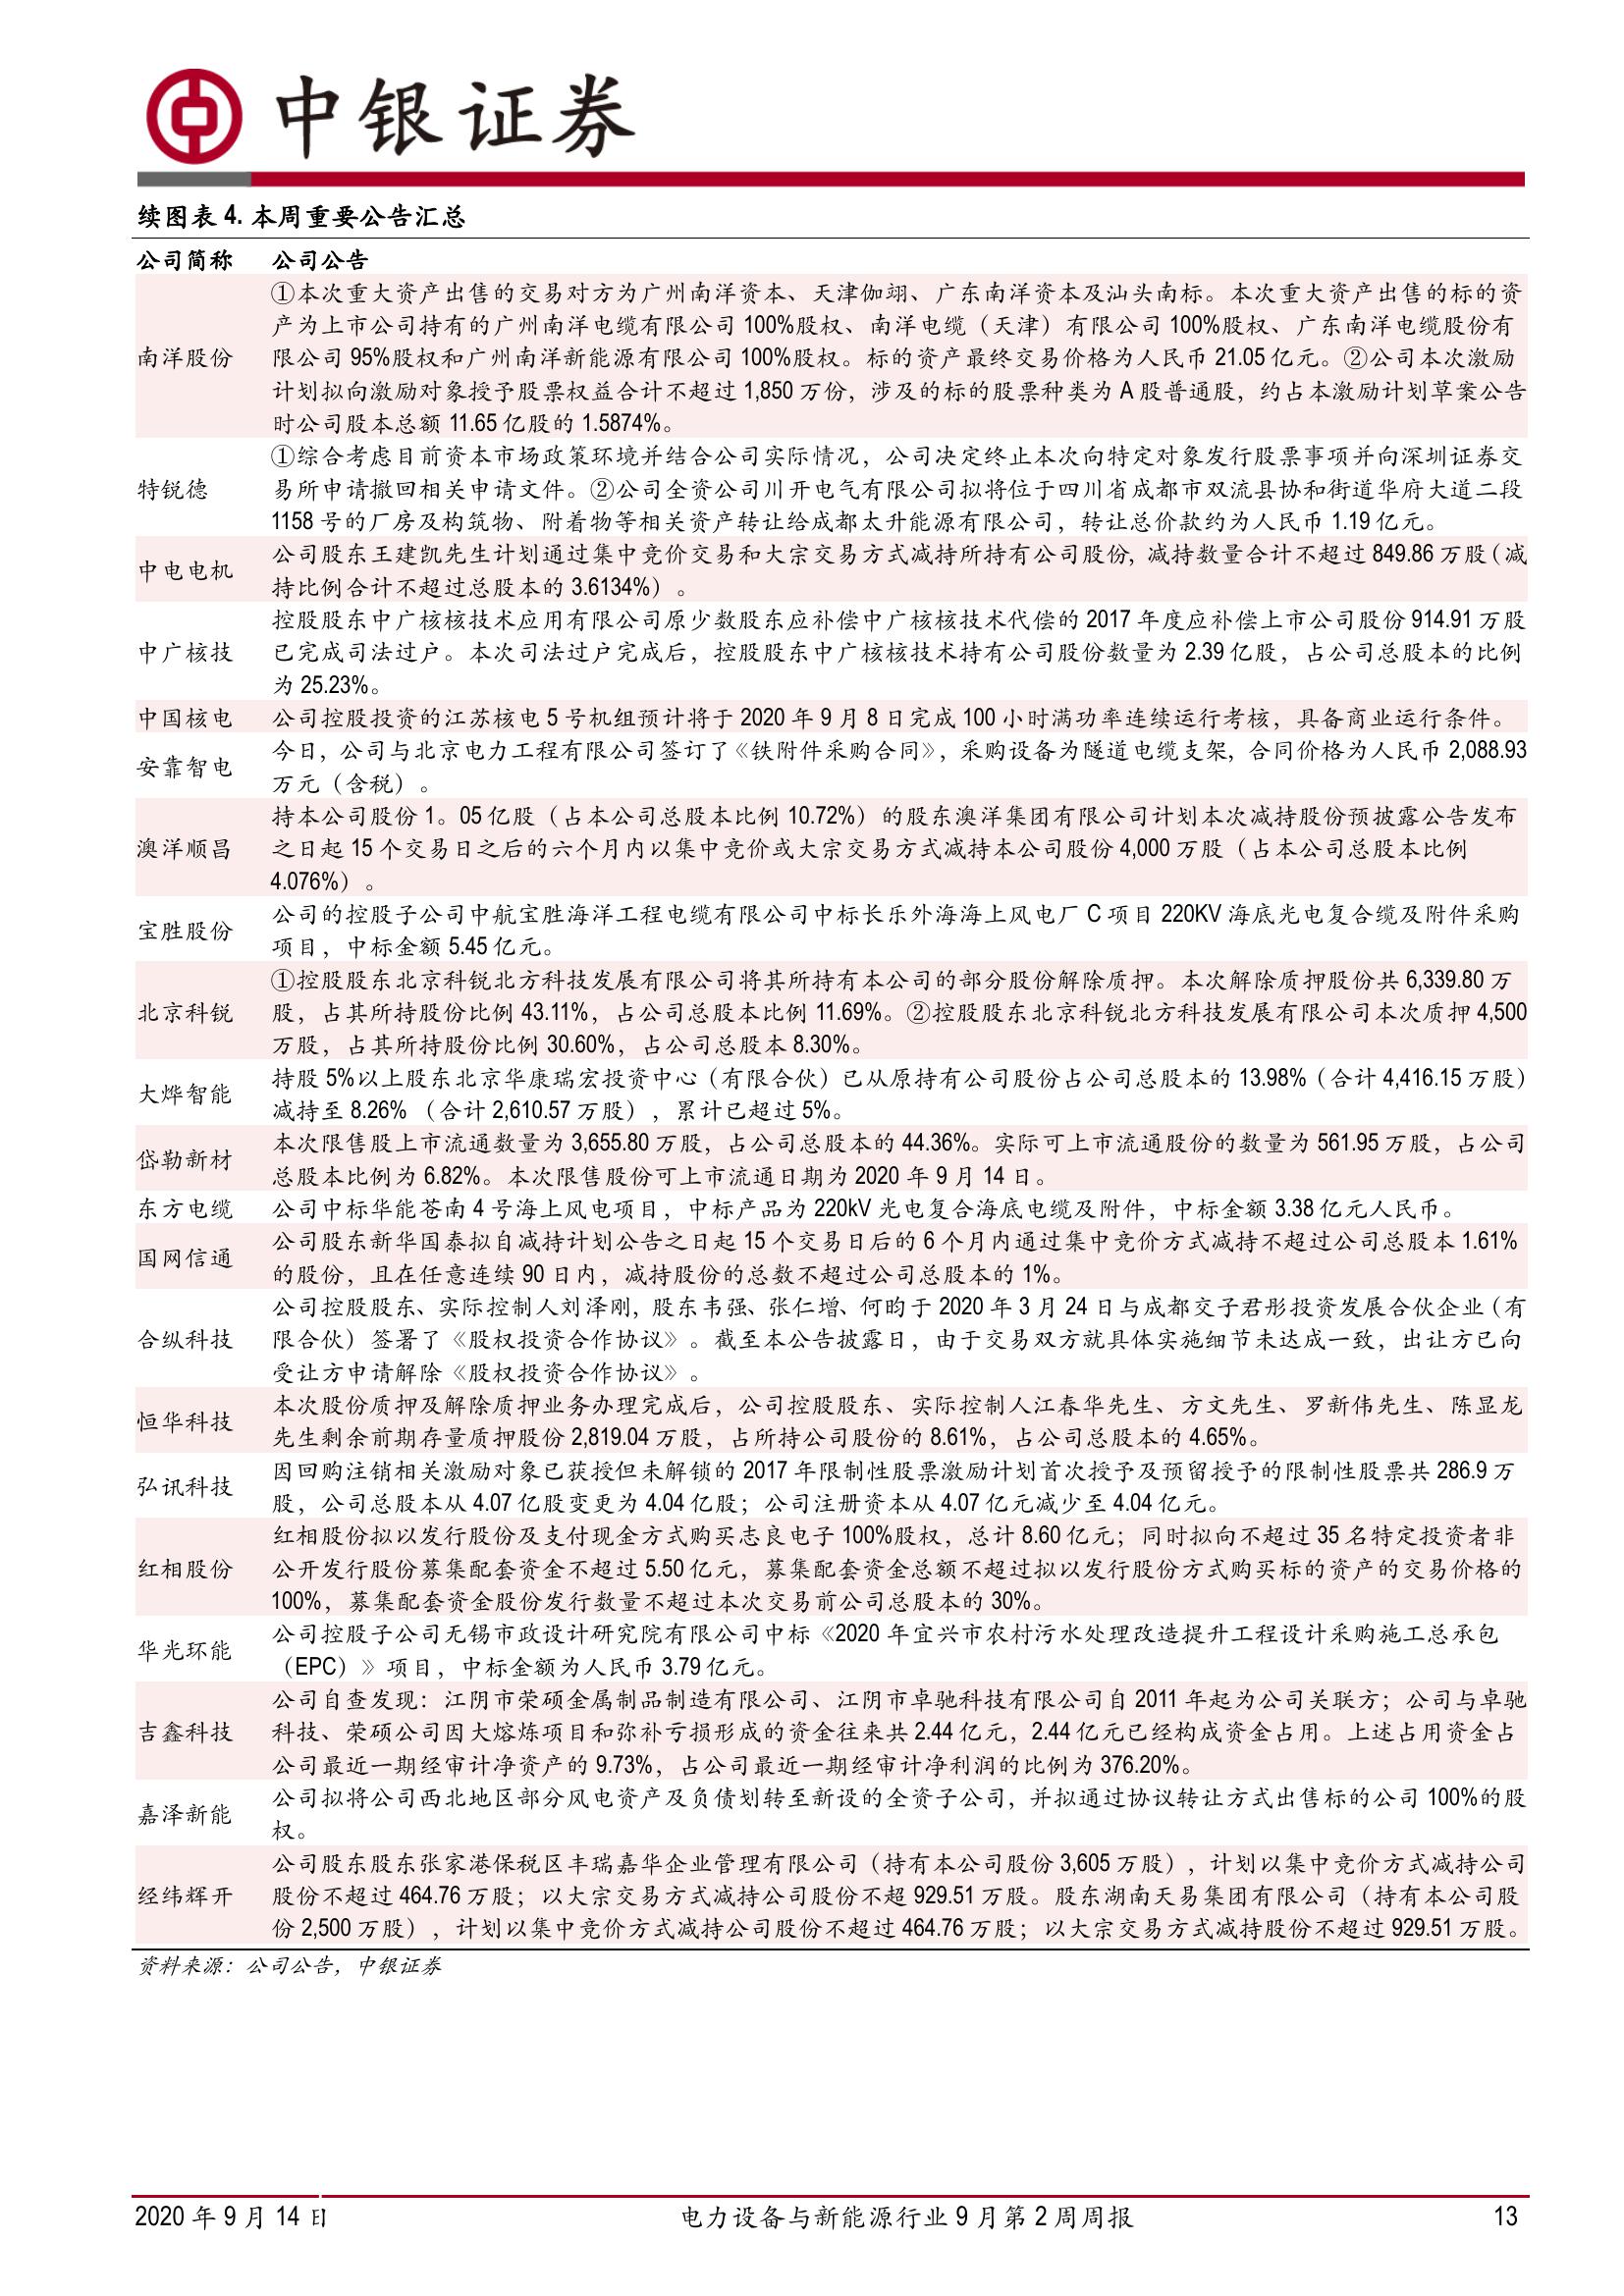 中银证券
续图表 4. 本周重要公告汇总
公司简称 公司公告
南洋股份
①本次重大资产出售的交易对方为广州南洋资本、天津伽翊、广东南洋资本及汕头南标。本次重大资产出售的标的资
产为上市公司持有的广州南洋电缆有限公司 100%股权、南洋电缆（天津）有限公司 100%股权、广东南洋电缆股份有
限公司 95%股权和广州南洋新能源有限公司 100%股权。标的资产最终交易价格为人民币 21.05 亿元。②公司本次激励
计划拟向激励对象授予股票权益合计不超过 1,850 万份，涉及的标的股票种类为 A 股普通股，约占本激励计划草案公告
时公司股本总额 11.65 亿股的 1.5874%。
特锐德
①综合考虑目前资本市场政策环境并结合公司实际情况，公司决定终止本次向特定对象发行股票事项并向深圳证券交
易所申请撤回相关申请文件。②公司全资公司川开电气有限公司拟将位于四川省成都市双流县协和街道华府大道二段
1158 号的厂房及构筑物、附着物等相关资产转让给成都太升能源有限公司，转让总价款约为人民币 1.19 亿元。
中电电机
公司股东王建凯先生计划通过集中竞价交易和大宗交易方式减持所持有公司股份，减持数量合计不超过 849.86 万股（减
持比例合计不超过总股本的 3.6134%）。
中广核技
控股股东中广核核技术应用有限公司原少数股东应补偿中广核核技术代偿的 2017 年度应补偿上市公司股份 914.91 万股
已完成司法过户。本次司法过户完成后，控股股东中广核核技术持有公司股份数量为 2.39 亿股，占公司总股本的比例
为 25.23%。
中国核电 公司控股投资的江苏核电 5 号机组预计将于 2020 年 9 月 8 日完成 100 小时满功率连续运行考核，具备商业运行条件。
安靠智电
今日，公司与北京电力工程有限公司签订了《铁附件采购合同》，采购设备为隧道电缆支架，合同价格为人民币 2,088.93
万元（含税）。
澳洋顺昌
持本公司股份 1。05 亿股（占本公司总股本比例 10.72%）的股东澳洋集团有限公司计划本次减持股份预披露公告发布
之日起 15 个交易日之后的六个月内以集中竞价或大宗交易方式减持本公司股份 4,000 万股（占本公司总股本比例
4.076%）。
宝胜股份
公司的控股子公司中航宝胜海洋工程电缆有限公司中标长乐外海海上风电厂 C 项目 220KV 海底光电复合缆及附件采购
项目，中标金额 5.45 亿元。
北京科锐
①控股股东北京科锐北方科技发展有限公司将其所持有本公司的部分股份解除质押。本次解除质押股份共 6,339.80 万
股，占其所持股份比例 43.11%，占公司总股本比例 11.69%。②控股股东北京科锐北方科技发展有限公司本次质押 4,500
万股，占其所持股份比例 30.60%，占公司总股本 8.30%。
大烨智能
持股 5%以上股东北京华康瑞宏投资中心（有限合伙）已从原持有公司股份占公司总股本的 13.98%（合计 4,416.15 万股）
减持至 8.26% （合计 2,610.57 万股），累计已超过 5%。
岱勒新材
本次限售股上市流通数量为 3,655.80 万股，占公司总股本的 44.36%。实际可上市流通股份的数量为 561.95 万股，占公司
总股本比例为 6.82%。本次限售股份可上市流通日期为 2020 年 9 月 14 日。
东方电缆 公司中标华能苍南 4 号海上风电项目，中标产品为 220kV 光电复合海底电缆及附件，中标金额 3.38 亿元人民币。
国网信通
公司股东新华国泰拟自减持计划公告之日起 15 个交易日后的 6 个月内通过集中竞价方式减持不超过公司总股本 1.61%
的股份，且在任意连续 90 日内，减持股份的总数不超过公司总股本的 1%。
合纵科技
公司控股股东、实际控制人刘泽刚，股东韦强、张仁增、何昀于 2020 年 3 月 24 日与成都交子君彤投资发展合伙企业（有
限合伙）签署了《股权投资合作协议》。截至本公告披露日，由于交易双方就具体实施细节未达成一致，出让方已向
受让方申请解除《股权投资合作协议》。
恒华科技
本次股份质押及解除质押业务办理完成后，公司控股股东、实际控制人江春华先生、方文先生、罗新伟先生、陈显龙
先生剩余前期存量质押股份 2,819.04 万股，占所持公司股份的 8.61%，占公司总股本的 4.65%。
弘讯科技
因回购注销相关激励对象已获授但未解锁的 2017 年限制性股票激励计划首次授予及预留授予的限制性股票共 286.9 万
股，公司总股本从 4.07 亿股变更为 4.04 亿股；公司注册资本从 4.07 亿元减少至 4.04 亿元。
红相股份
红相股份拟以发行股份及支付现金方式购买志良电子 100%股权，总计 8.60 亿元；同时拟向不超过 35 名特定投资者非
公开发行股份募集配套资金不超过 5.50 亿元，募集配套资金总额不超过拟以发行股份方式购买标的资产的交易价格的
100%，募集配套资金股份发行数量不超过本次交易前公司总股本的 30%。
华光环能
公司控股子公司无锡市政设计研究院有限公司中标《2020 年宜兴市农村污水处理改造提升工程设计采购施工总承包
（EPC）》项目，中标金额为人民币 3.79 亿元。
吉鑫科技
公司自查发现：江阴市荣硕金属制品制造有限公司、江阴市卓驰科技有限公司自 2011 年起为公司关联方；公司与卓驰
科技、荣硕公司因大熔炼项目和弥补亏损形成的资金往来共 2.44 亿元，2.44 亿元已经构成资金占用。上述占用资金占
公司最近一期经审计净资产的 9.73%，占公司最近一期经审计净利润的比例为 376.20%。
嘉泽新能
公司拟将公司西北地区部分风电资产及负债划转至新设的全资子公司，并拟通过协议转让方式出售标的公司 100%的股
权。
经纬辉开
公司股东股东张家港保税区丰瑞嘉华企业管理有限公司（持有本公司股份 3,605 万股），计划以集中竞价方式减持公司
股份不超过 464.76 万股；以大宗交易方式减持公司股份不超 929.51 万股。股东湖南天易集团有限公司（持有本公司股
份 2,500 万股），计划以集中竞价方式减持公司股份不超过 464.76 万股；以大宗交易方式减持股份不超过 929.51 万股。
资料来源：公司公告，中银证券
2020 年 9 月 14 日 电力设备与新能源行业 9 月第 2 周周报 13